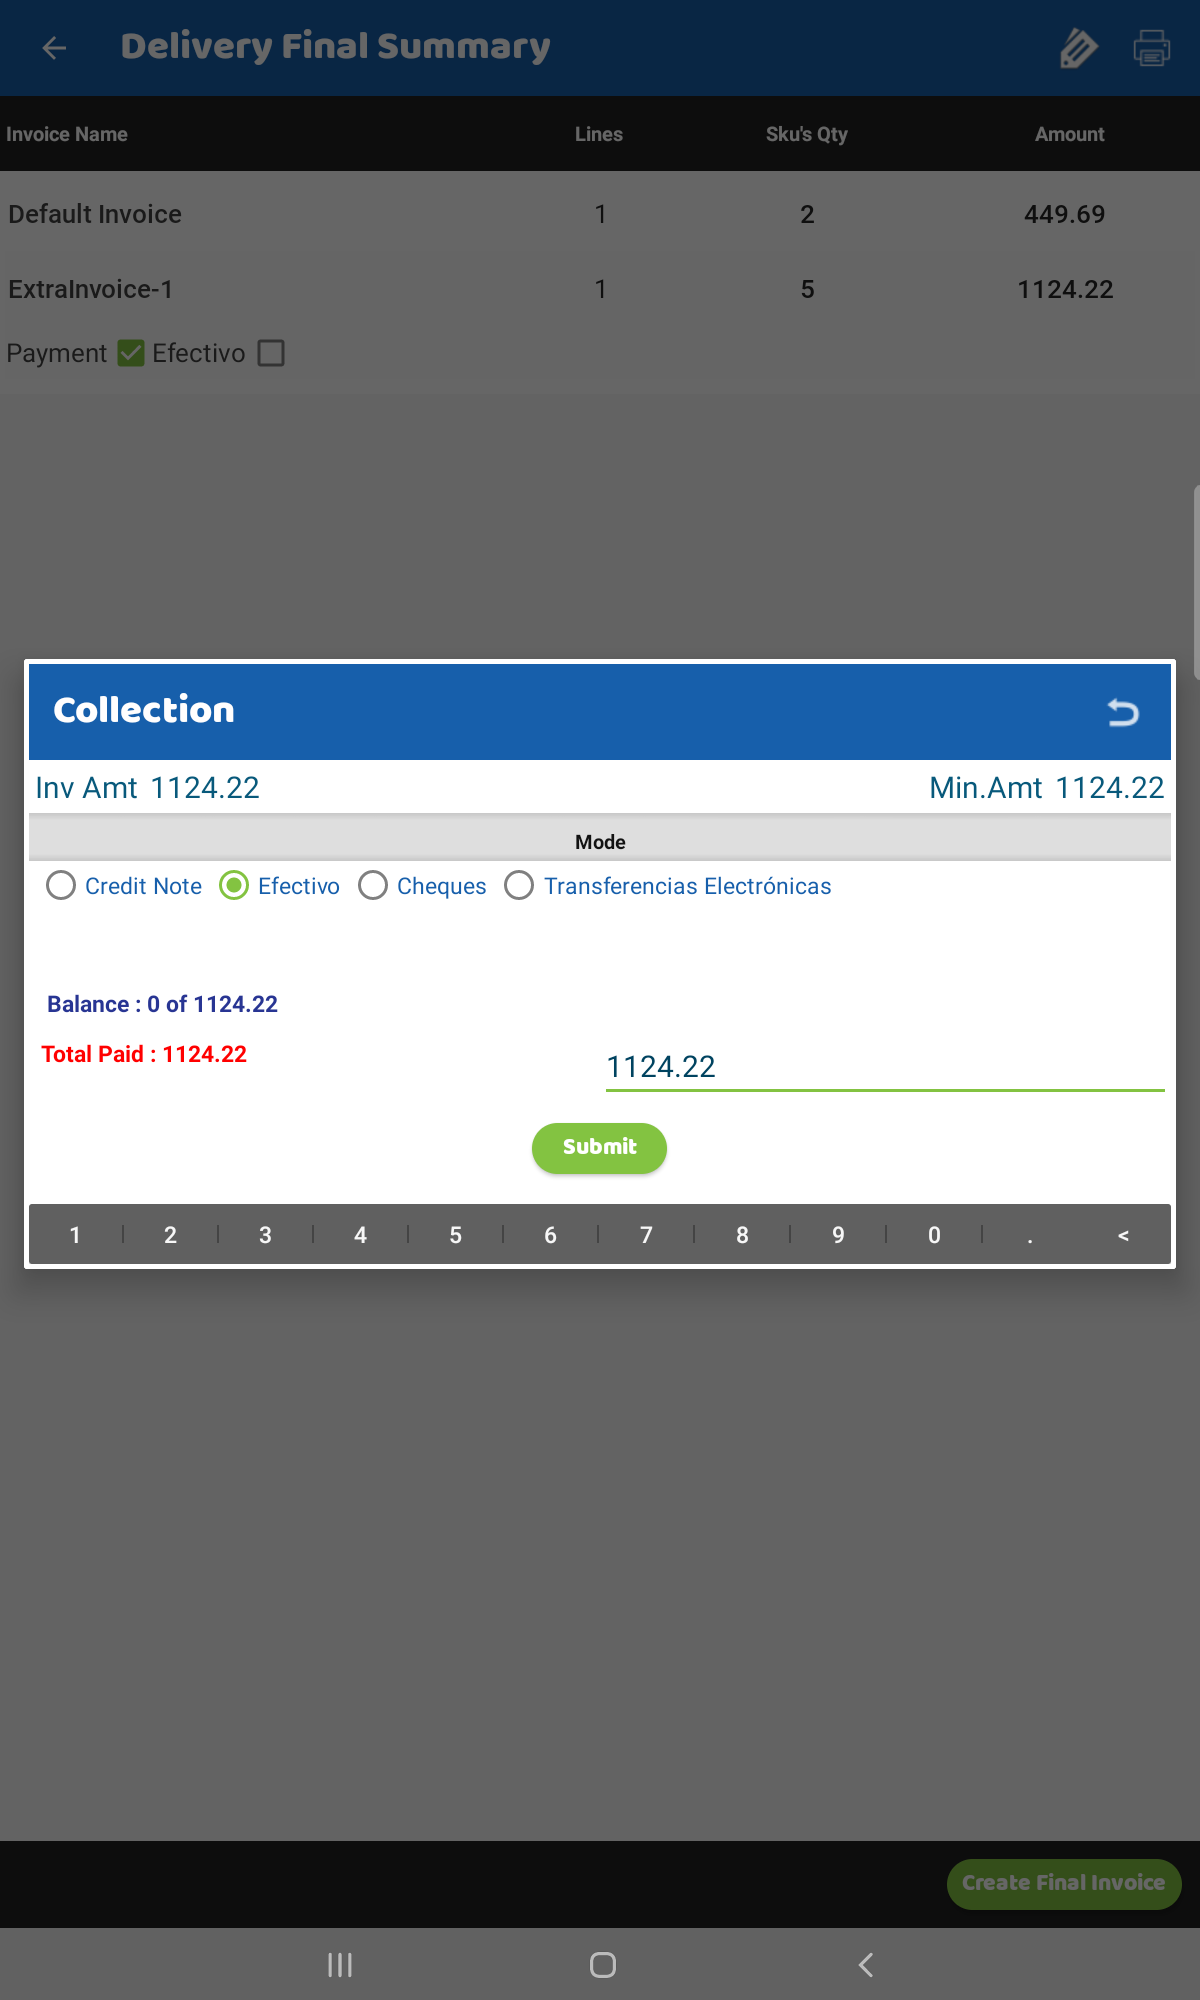 Delivery Final Summary
Invoice Name Lines Sku's Qty Amount
Default Invoice 1 2 449.69
ExtraInvoice-1 1 5 1124.22
Payment Efectivo
Collection
Inv Amt 1124.22 Min.Amt 1124.22
Mode
Credit Note Efectivo Cheques Transferencias Electrónicas
Balance : 0 of 1124.22
Total Paid : 1124.22
1124.22
Submit
1 2 3 4 5 6 7 8 9 0 . <
Create Final Invoice